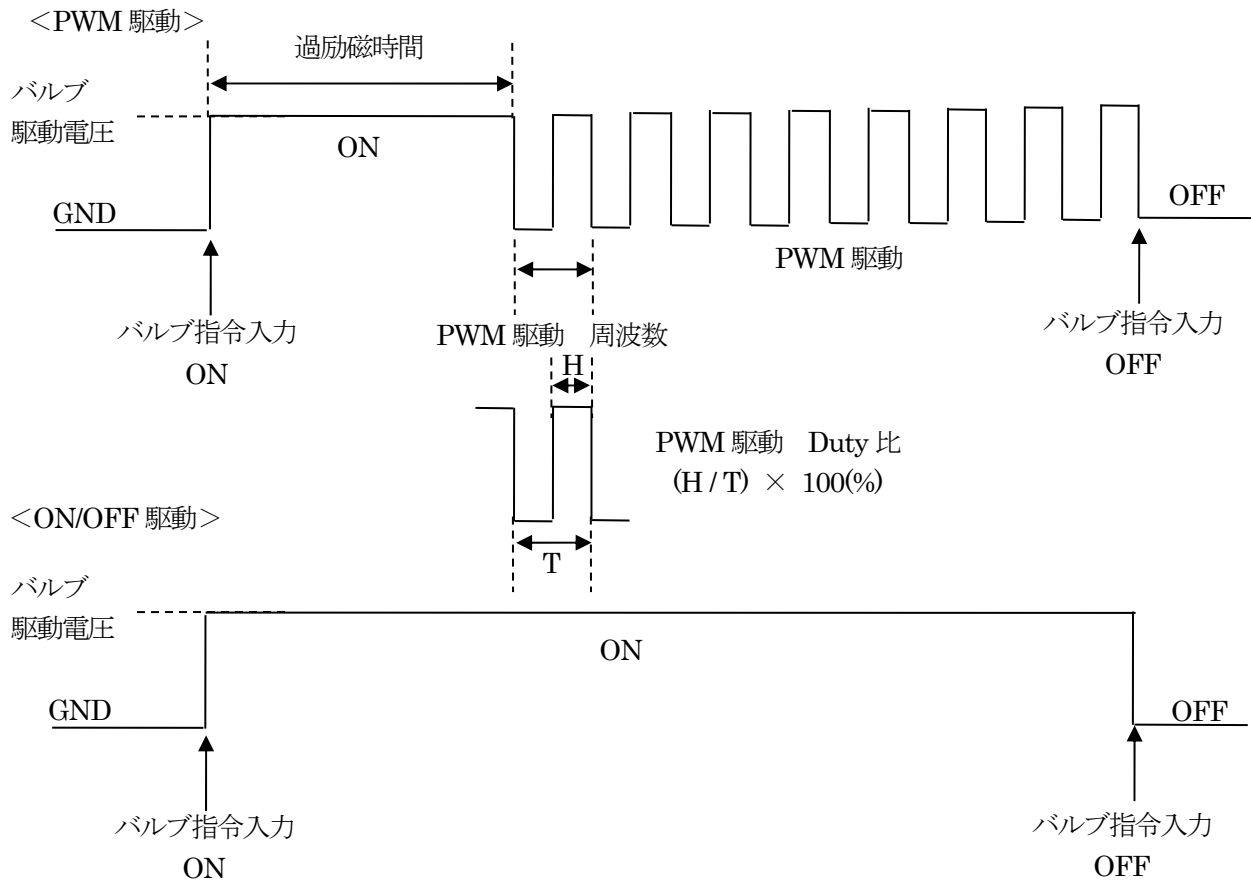 ＜PWM 駆動＞
過励磁時間
バルブ
駆動電圧
ON
GND
OFF
PWM 駆動
バルブ指令入力
ON
バルブ指令入力
OFF
PWM 駆動　周波数
H
PWM 駆動　Duty 比
(H / T) × 100(%)
T
＜ON/OFF 駆動＞
バルブ
駆動電圧
ON
GND
OFF
バルブ指令入力
ON
バルブ指令入力
OFF